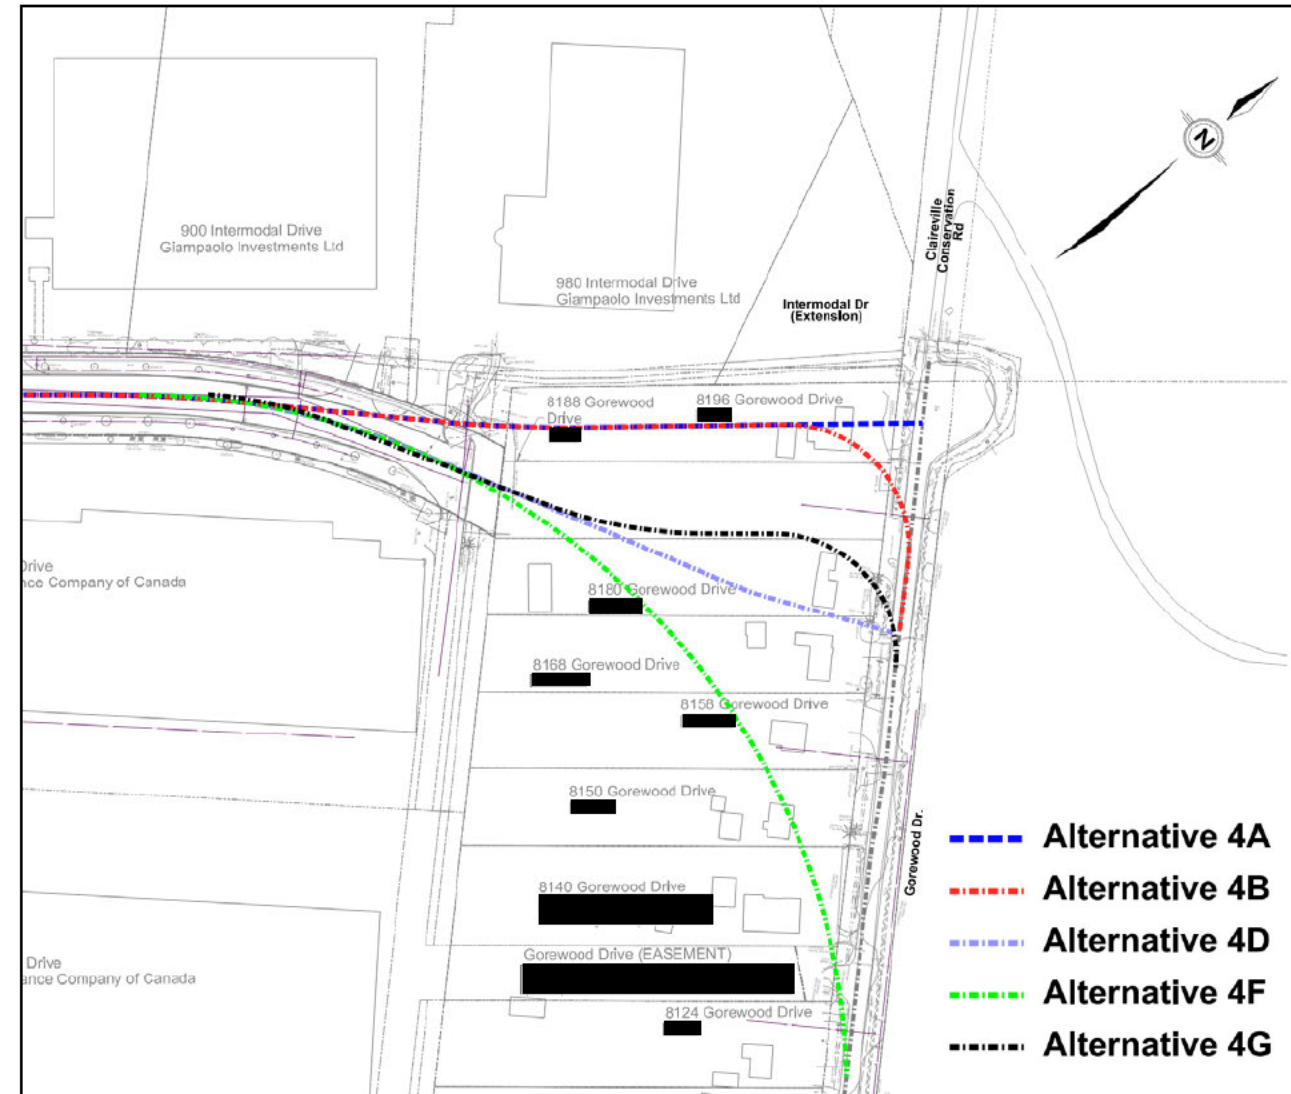 900 Intermodal Drive
Giampaolo Investments Ltd
980 Intermodal Drive
Giampaolo Investments Ltd
Claireville
Conservation
Rd
N
Intermodal Dr
(Extension)
8188 Gorewood
Drive
8196 Gorewood Drive
Drive
nce Company of Canada
8180 Gorewood Drive
8168 Gorewood Drive
8158 Gorewood Drive
8150 Gorewood Drive
8140 Gorewood Drive
Gorewood Drive (EASEMENT)
8124 Gorewood Drive
Drive
ance Company of Canada
Gorewood Dr.
Alternative 4A
Alternative 4B
Alternative 4D
Alternative 4F
Alternative 4G